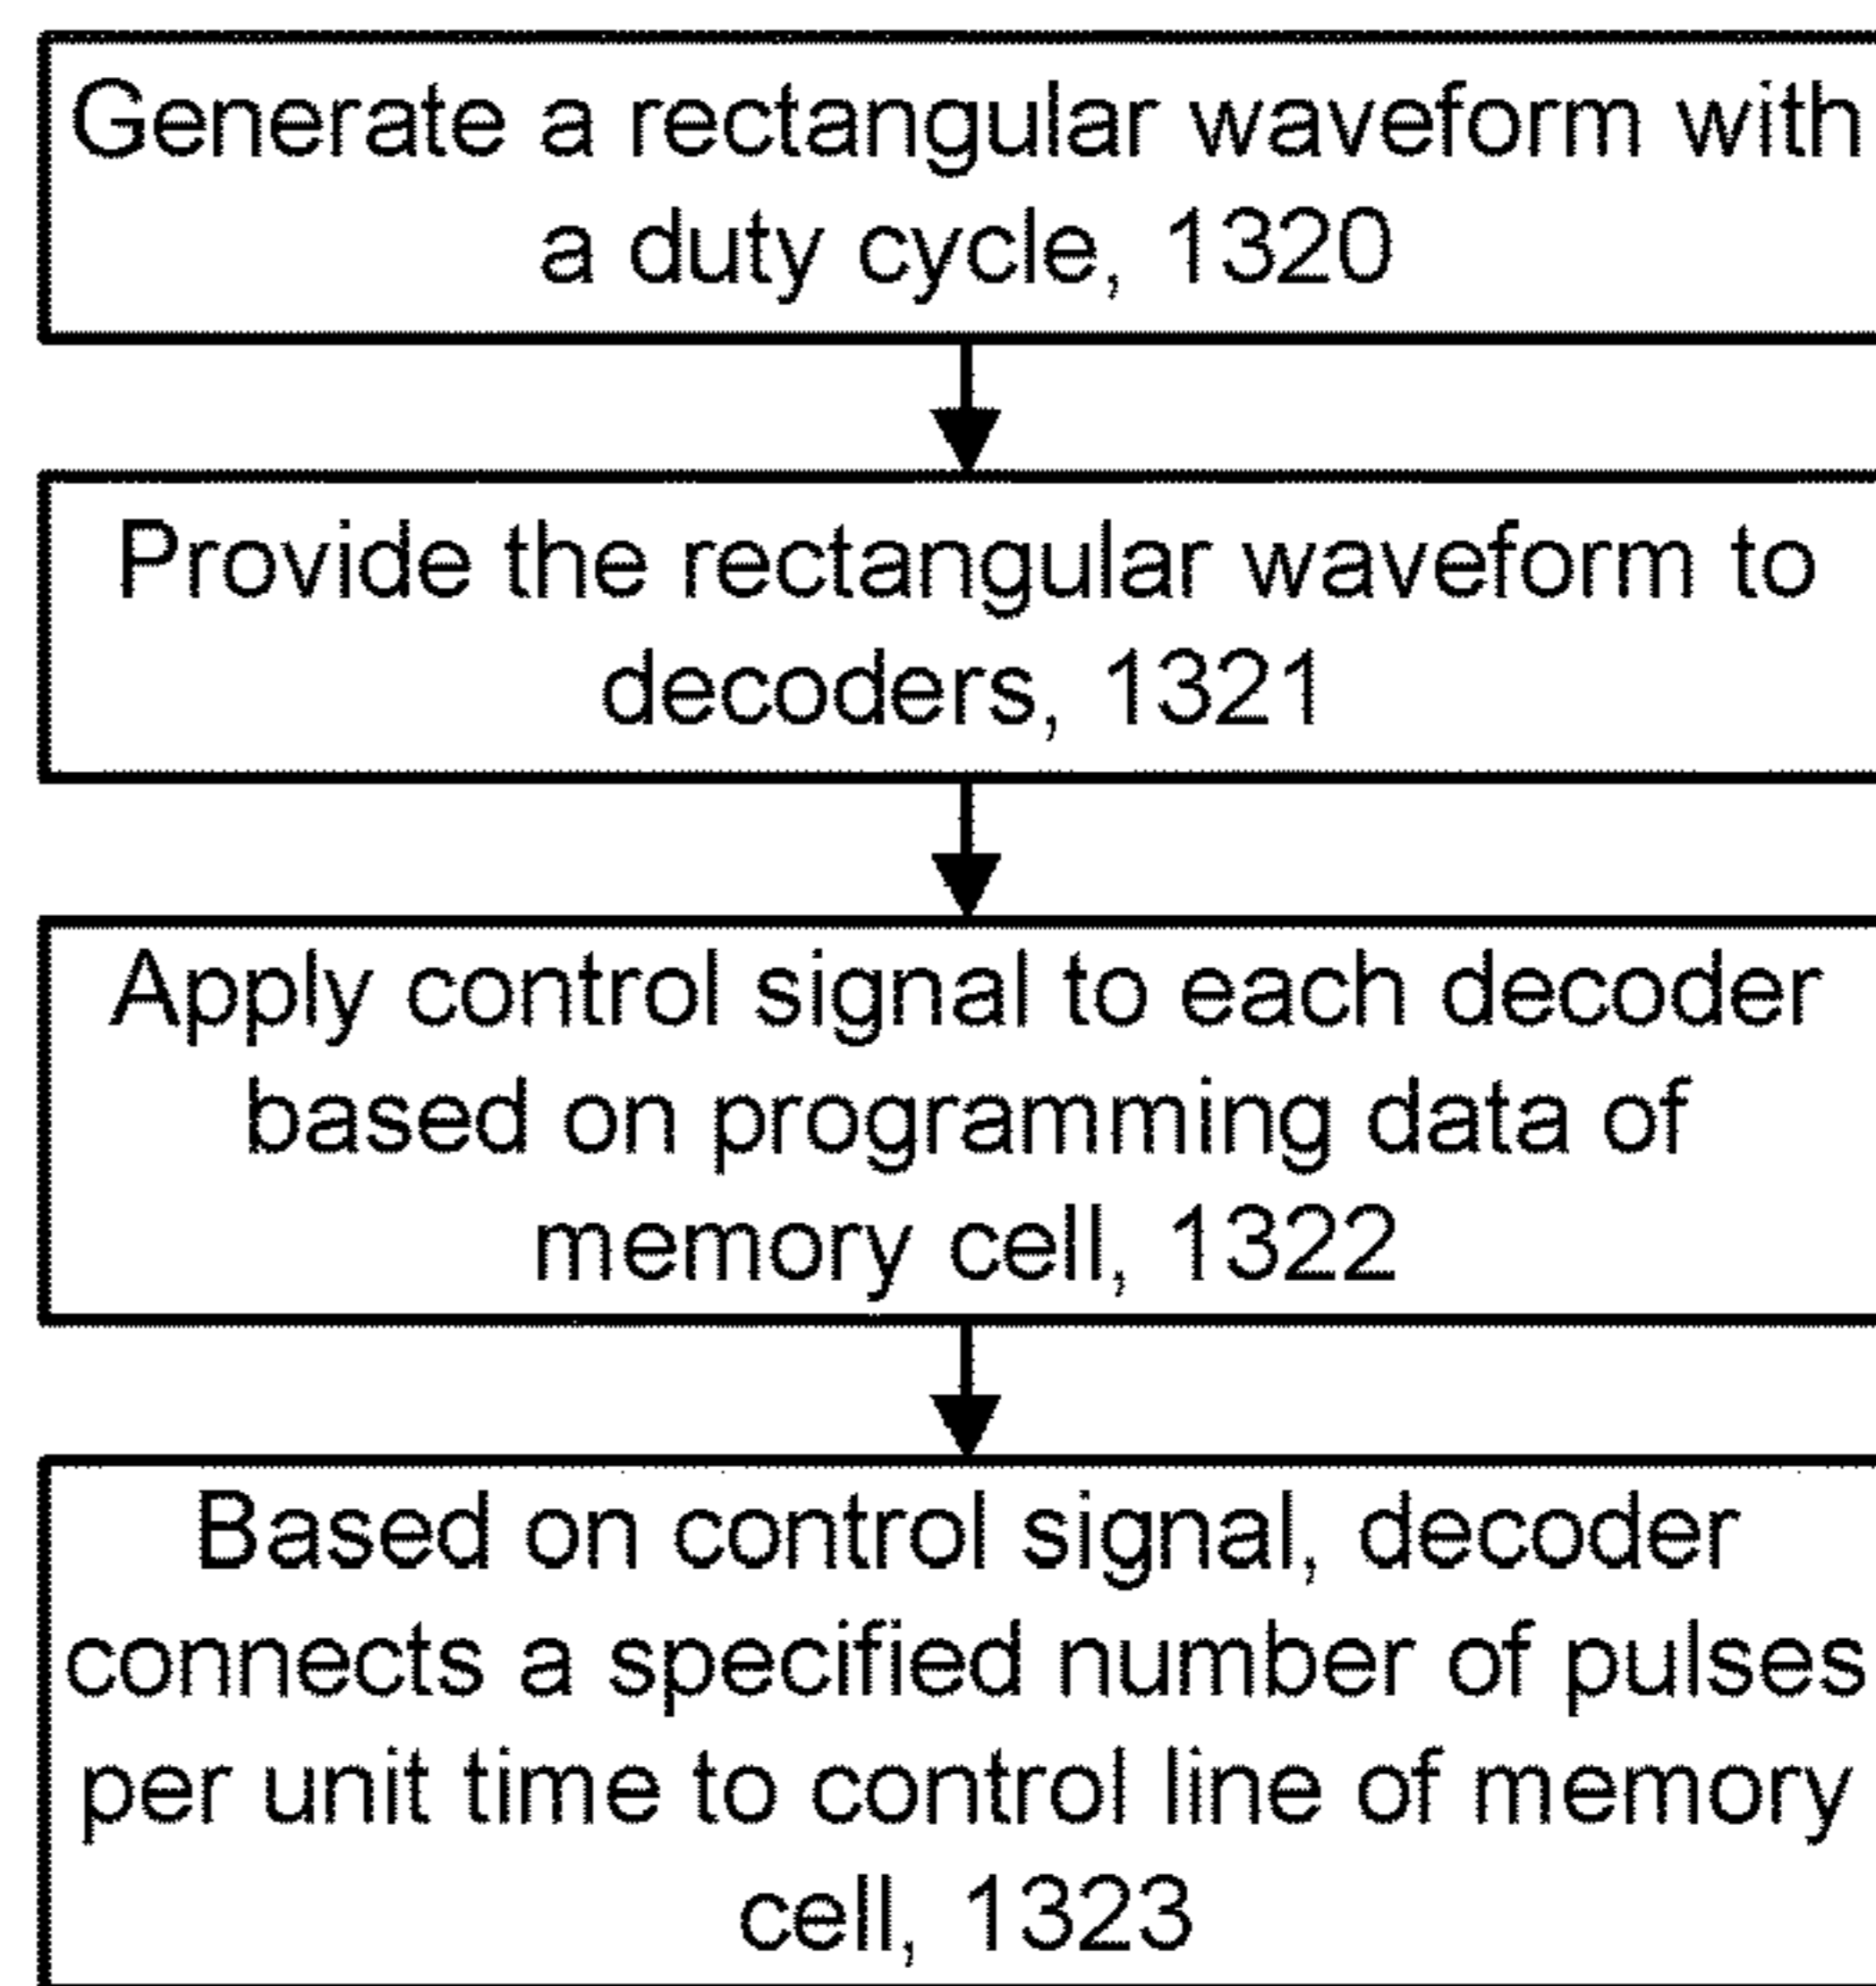 Generate a rectangular waveform with
a duty cycle, 1320
Provide the rectangular waveform to
decoders, 1321
Apply control signal to each decoder
based on programming data of
memory cell, 1322
Based on control signal, decoder
connects a specified number of pulses
per unit time to control line of memory
cell, 1323